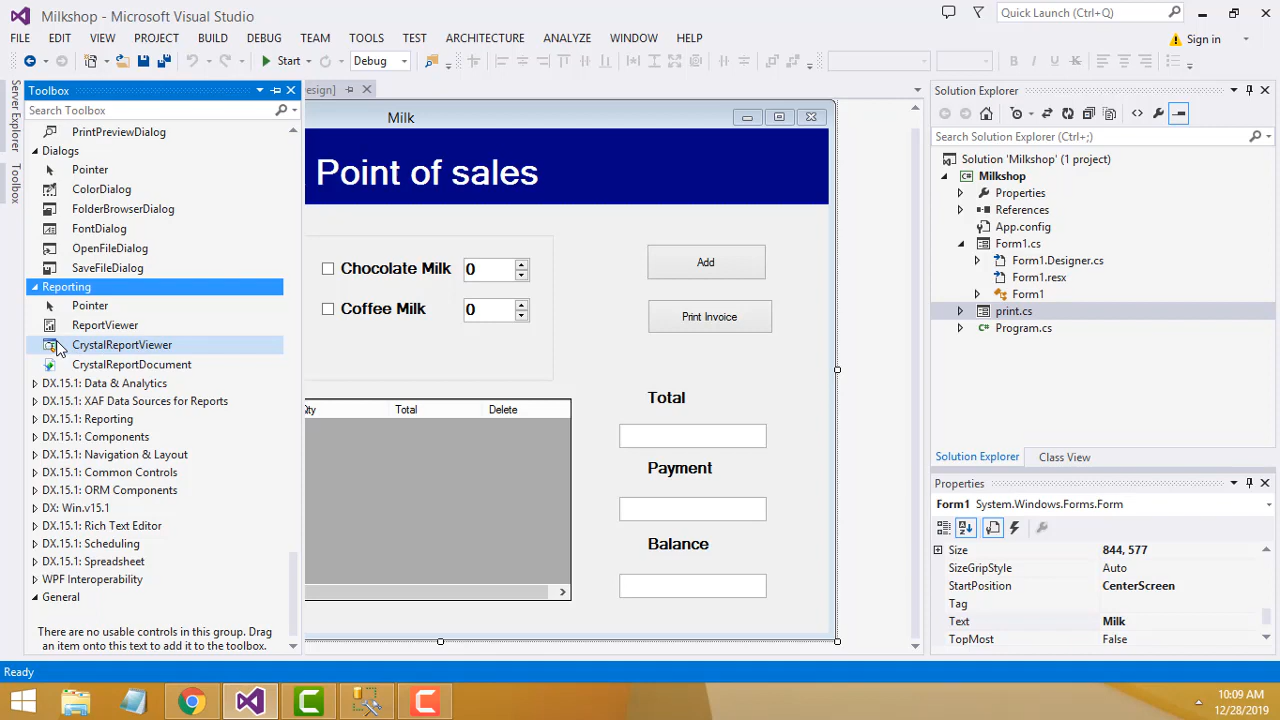 Milkshop - Microsoft Visual Studio
Quick Launch (Ctrl+Q)
FILE EDIT VIEW PROJECT BUILD DEBUG TEAM TOOLS TEST ARCHITECTURE ANALYZE WINDOW HELP
Sign in
Start
Debug
B I U
Server Explorer
Toolbox
Toolbox
Search Toolbox
PrintPreviewDialog
Dialogs
Pointer
ColorDialog
FolderBrowserDialog
FontDialog
OpenFileDialog
SaveFileDialog
Reporting
Pointer
ReportViewer
CrystalReportViewer
CrystalReportDocument
DX.15.1: Data & Analytics
DX.15.1: XAF Data Sources for Reports
DX.15.1: Reporting
DX.15.1: Components
DX.15.1: Navigation & Layout
DX.15.1: Common Controls
DX.15.1: ORM Components
DX: Win.v15.1
DX.15.1: Rich Text Editor
DX.15.1: Scheduling
DX.15.1: Spreadsheet
WPF Interoperability
General
There are no usable controls in this group. Drag
an item onto this text to add it to the toolbox.
esign]
Milk
Point of sales
Chocolate Milk 0
Coffee Milk 0
Add
Print Invoice
Total
Payment
Balance
ity Total Delete
Solution Explorer
Search Solution Explorer (Ctrl+;)
Solution 'Milkshop' (1 project)
Milkshop
Properties
References
App.config
Form1.cs
Form1.Designer.cs
Form1.resx
Form1
print.cs
Program.cs
Solution Explorer Class View
Properties
Form1 System.Windows.Forms.Form
Size 844, 577
SizeGripStyle Auto
StartPosition CenterScreen
Tag
Text Milk
TopMost False
Ready
10:09 AM
12/28/2019